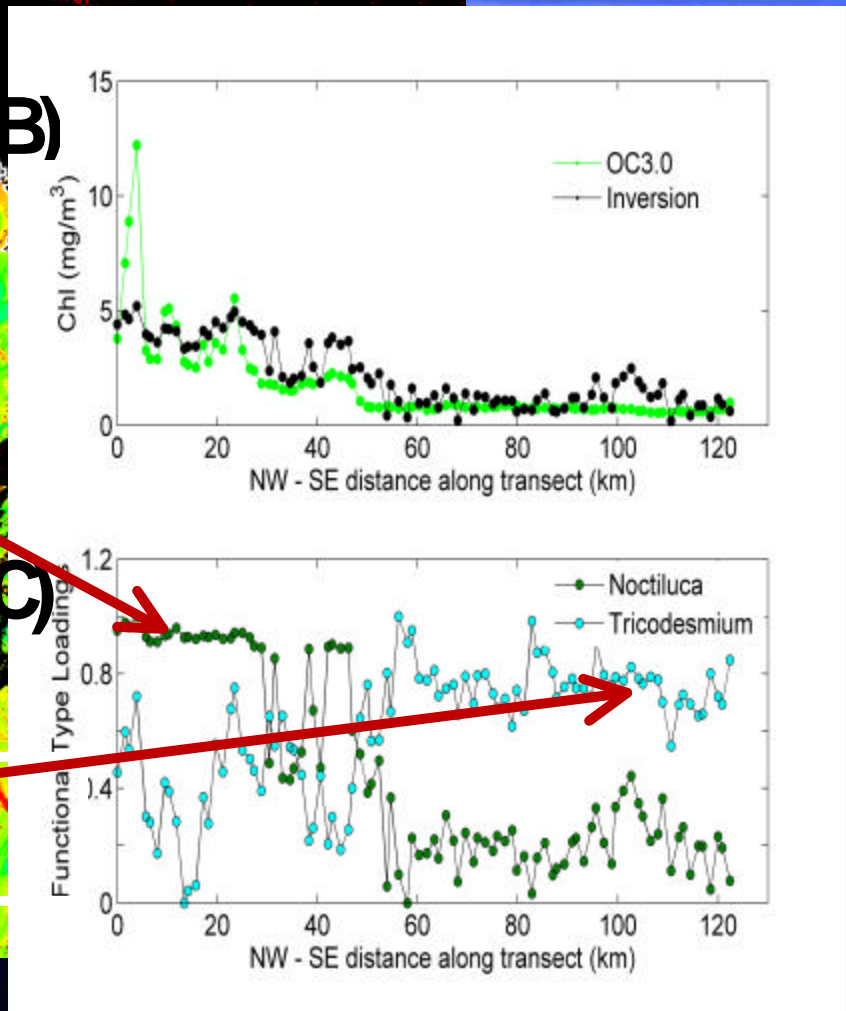 B)
15
10
5
0
Chl (mg/m³)
OC3.0
Inversion
0 20 40 60 80 100 120
NW - SE distance along transect (km)
C)
1.2
0.8
).4
0
Functional Type Loadings
Noctiluca
Tricodesmium
0 20 40 60 80 100 120
NW - SE distance along transect (km)